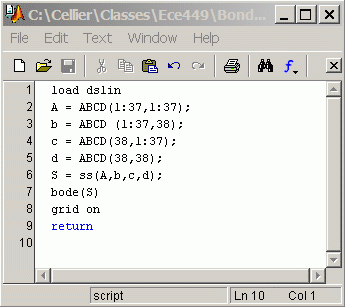 C:\Cellier\Classes\Ece449\Bond...
File Edit Text Window Help
1 load dslin
2 A = ABCD(1:37,1:37);
3 b = ABCD (1:37,38);
4 c = ABCD(38,1:37);
5 d = ABCD(38,38);
6 S = ss(A,b,c,d);
7 bode(S)
8 grid on
9 return
10
script Ln 10 Col 1